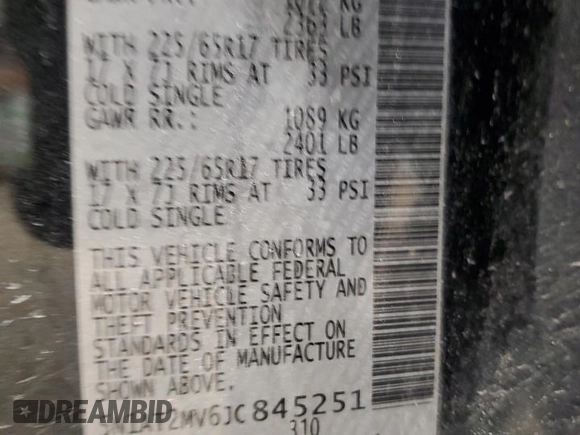 2362 LB
WITH 225/65R17 TIRES
17 X 7J RIMS AT 33 PSI
COLD SINGLE
GAWR RR.: 1089 KG
2401 LB
WITH 225/65R17 TIRES
17 X 7J RIMS AT 33 PSI
COLD SINGLE
THIS VEHICLE CONFORMS TO
ALL APPLICABLE FEDERAL
MOTOR VEHICLE SAFETY AND
THEFT PREVENTION
STANDARDS IN EFFECT ON
THE DATE OF MANUFACTURE
SHOWN ABOVE.
2MV6JC845251
310
DREAMBID